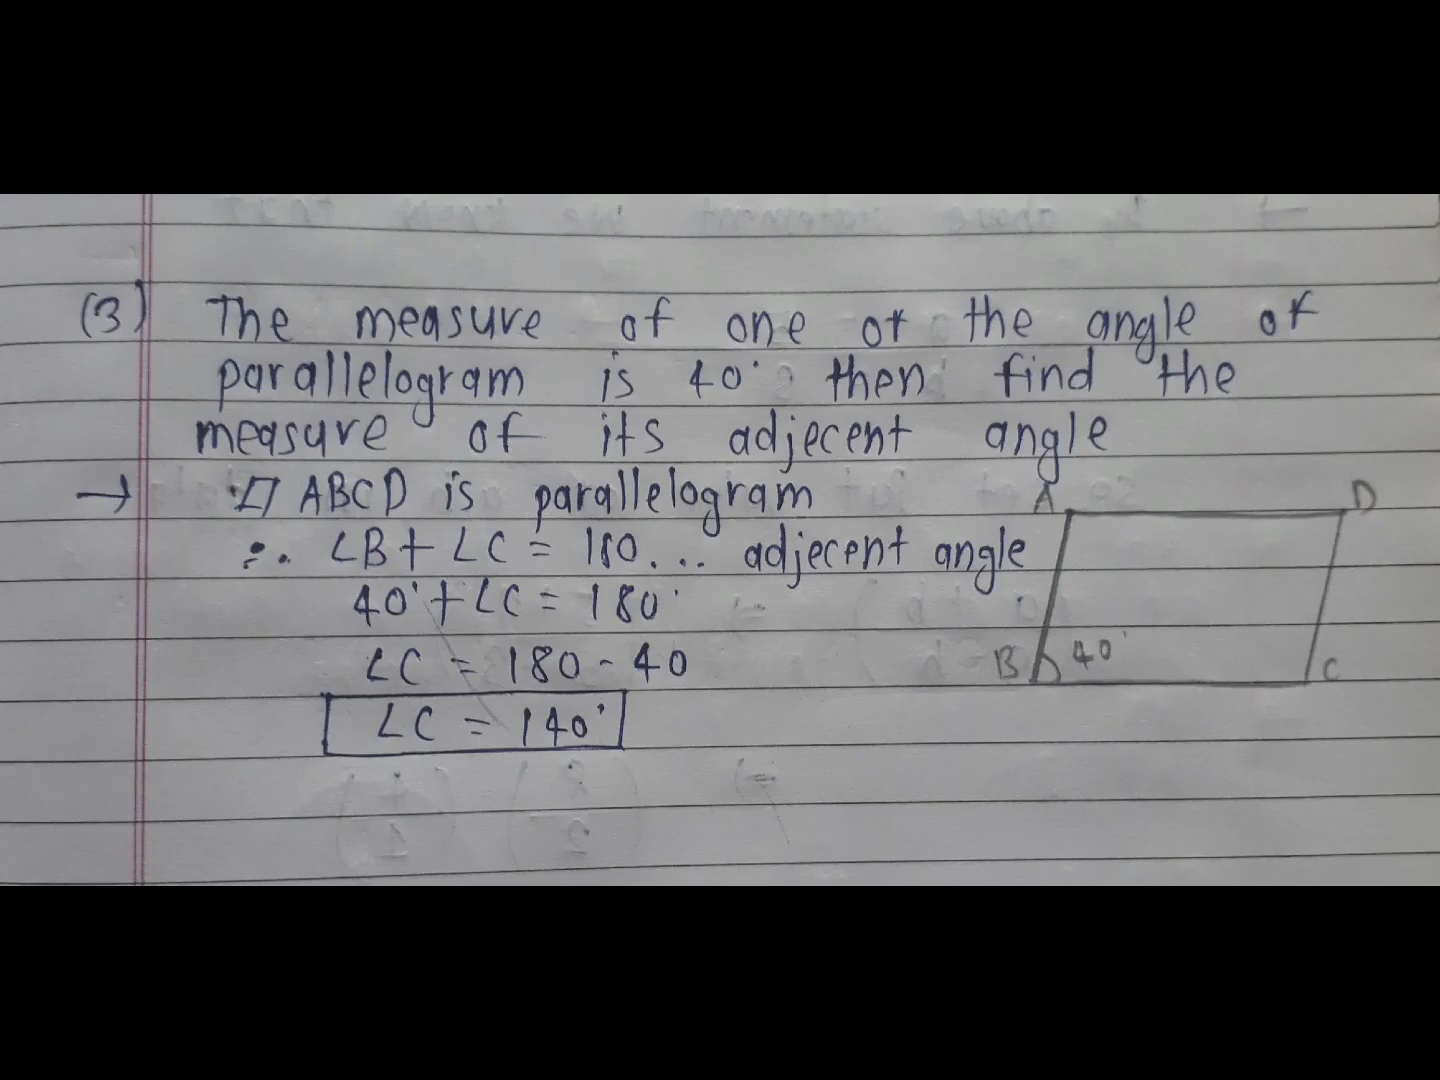 (3) The measure of one of the angle of
parallelogram is 40° then find the
measure of its adjecent angle
→ ▱ ABCD is parallelogram
∴ ∠B + ∠C = 180... adjecent angle
40° + ∠C = 180°
∠C = 180 - 40
∠C = 140°
A D
B 40° C